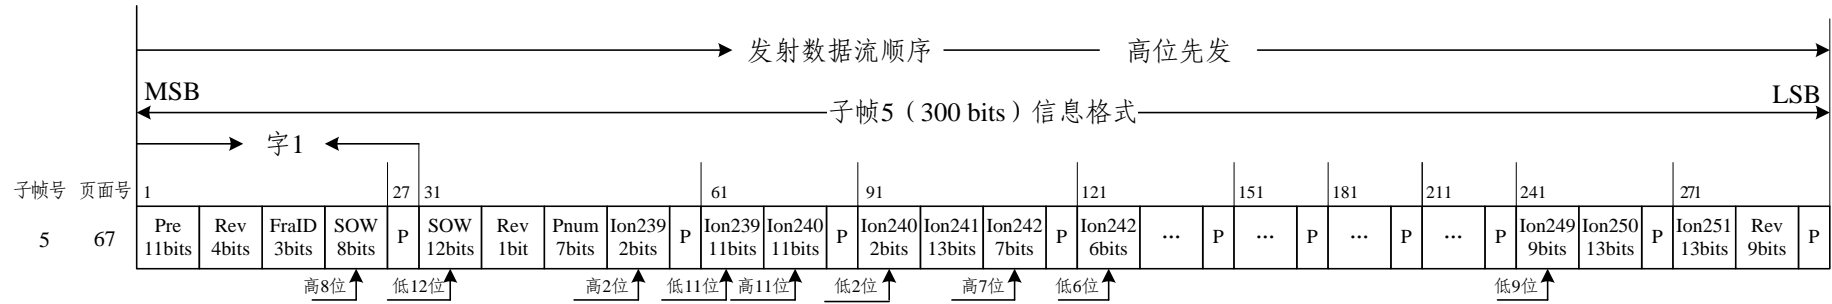 发射数据流顺序 高位先发
MSB LSB
子帧5（300 bits）信息格式
字1
子帧号 页面号 1 27 31 61 91 121 151 181 211 241 271
5 67 Pre 11bits Rev 4bits FraID 3bits SOW 8bits P SOW 12bits Rev 1bit Pnum 7bits Ion239 2bits P Ion239 11bits Ion240 11bits P Ion240 2bits Ion241 13bits Ion242 7bits P Ion242 6bits ... P ... P ... P ... P Ion249 9bits Ion250 13bits P Ion251 13bits Rev 9bits P
高8位 低12位 高2位 低11位 高11位 低2位 高7位 低6位 低9位